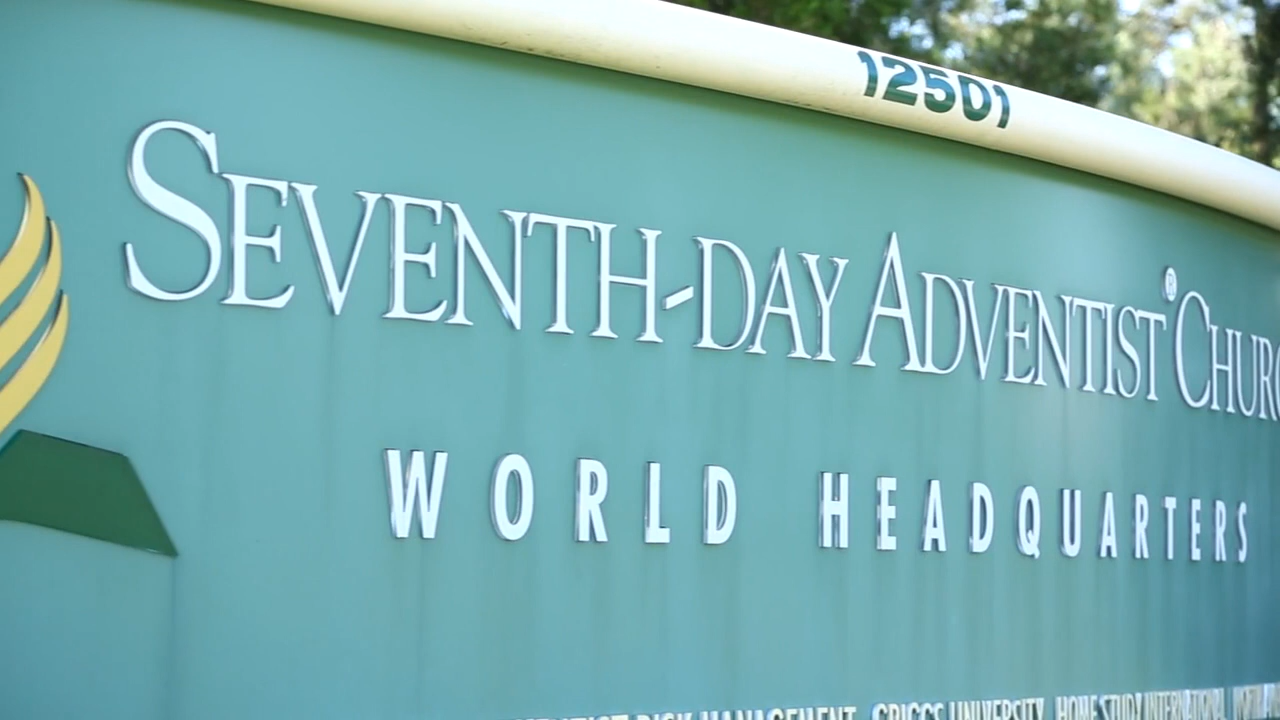 12501
SEVENTH-DAY ADVENTIST® CHURC
WORLD HEADQUARTERS
RISK MANAGEMENT GRIGGS UNIVERSITY HOME STUDY INTERNATIONAL